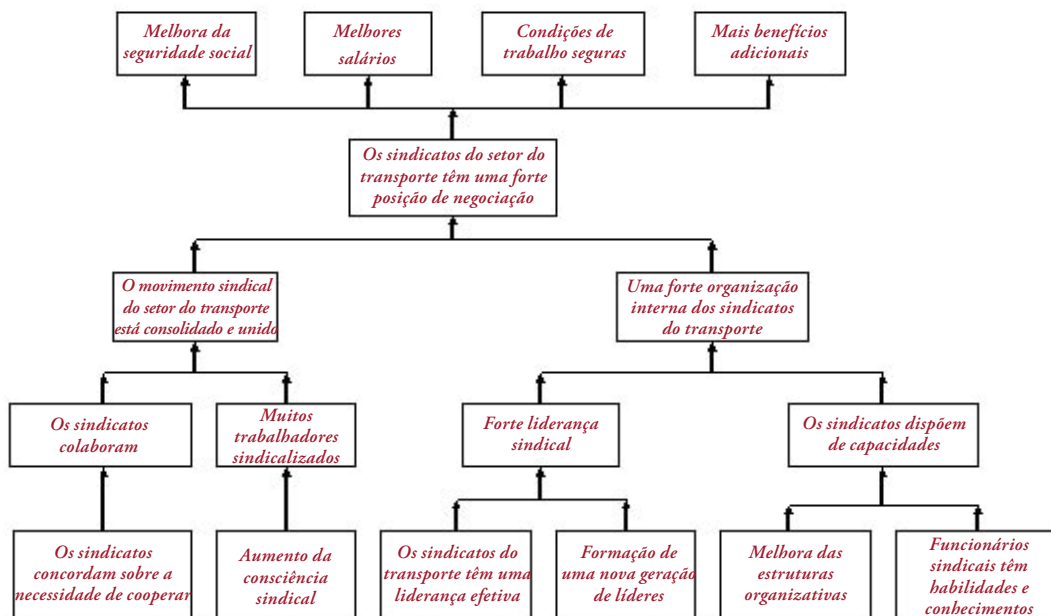 Melhora da
seguridade social
Melhores
salários
Condições de
trabalho seguras
Mais benefícios
adicionais
Os sindicatos do setor do
transporte têm uma forte
posição de negociação
O movimento sindical
do setor do transporte
está consolidado e unido
Uma forte organização
interna dos sindicatos
do transporte
Os sindicatos
colaboram
Muitos
trabalhadores
sindicalizados
Forte liderança
sindical
Os sindicatos dispõem
de capacidades
Os sindicatos
concordam sobre a
necessidade de cooperar
Aumento da
consciência
sindical
Os sindicatos do
transporte têm uma
liderança efetiva
Formação de
uma nova geração
de líderes
Melhora das
estruturas
organizativas
Funcionários
sindicais têm
habilidades e
conhecimentos